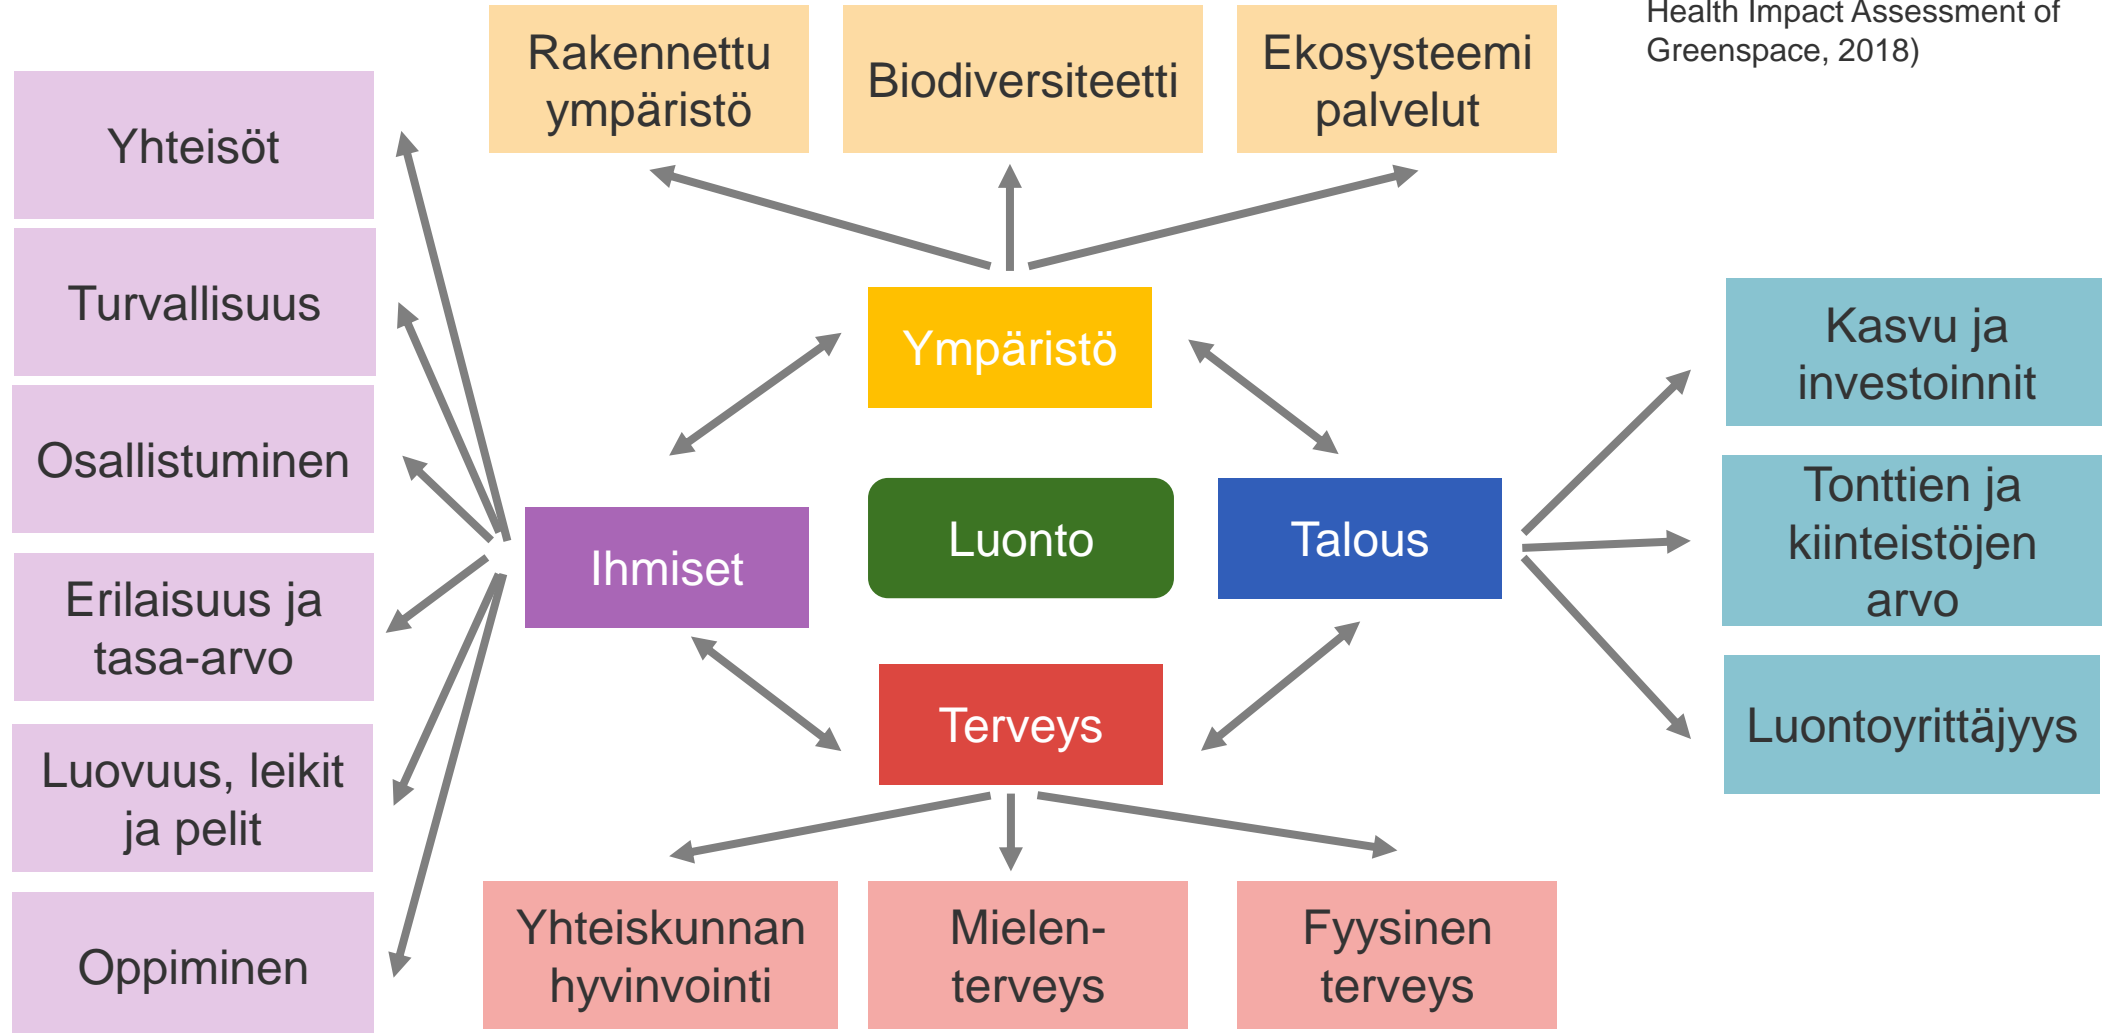 Health Impact Assessment of
Greenspace, 2018)
Rakennettu
ympäristö
Biodiversiteetti
Ekosysteemi
palvelut
Yhteisöt
Turvallisuus
Osallistuminen
Erilaisuus ja
tasa-arvo
Luovuus, leikit
ja pelit
Oppiminen
Ympäristö
Ihmiset
Luonto
Talous
Terveys
Kasvu ja
investoinnit
Tonttien ja
kiinteistöjen
arvo
Luontoyrittäjyys
Yhteiskunnan
hyvinvointi
Mielen-
terveys
Fyysinen
terveys